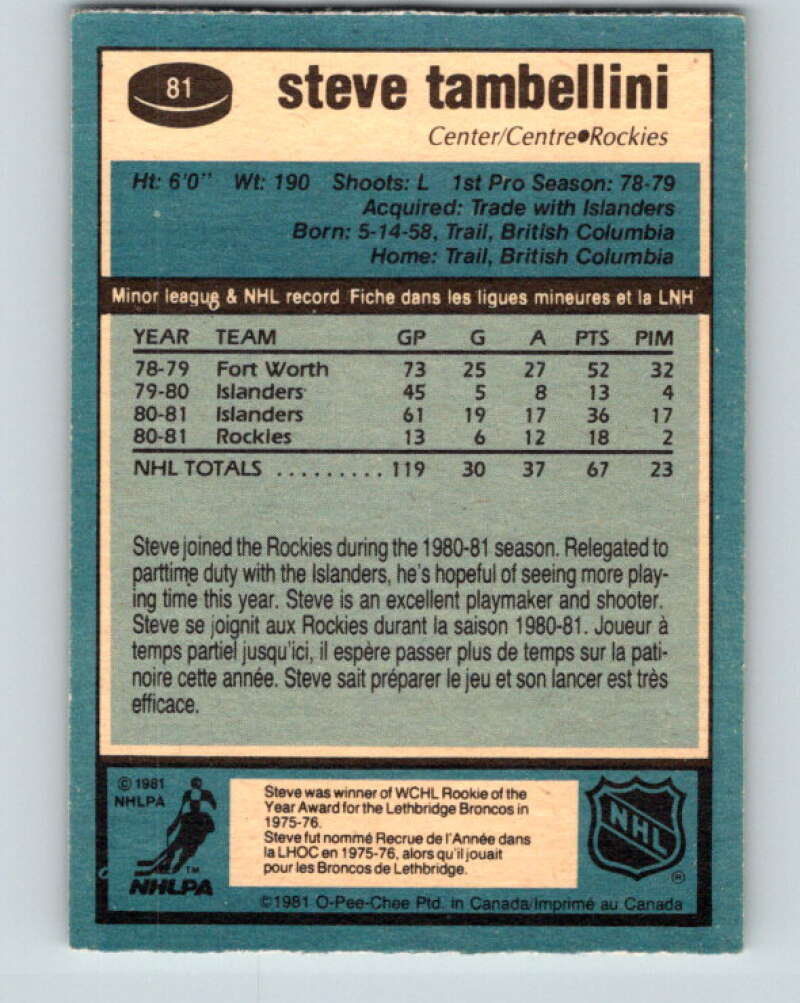 81
steve tambellini
Center/Centre●Rockies
Ht: 6'0" Wt: 190 Shoots: L 1st Pro Season: 78-79
Acquired: Trade with Islanders
Born: 5-14-58, Trail, British Columbia
Home: Trail, British Columbia
Minor league & NHL record Fiche dans les ligues mineures et la LNH
YEAR TEAM GP G A PTS PIM
78-79 Fort Worth 73 25 27 52 32
79-80 Islanders 45 5 8 13 4
80-81 Islanders 61 19 17 36 17
80-81 Rockies 13 6 12 18 2
NHL TOTALS ......... 119 30 37 67 23
Steve joined the Rockies during the 1980-81 season. Relegated to
parttime duty with the Islanders, he's hopeful of seeing more play-
ing time this year. Steve is an excellent playmaker and shooter.
Steve se joignit aux Rockies durant la saison 1980-81. Joueur à
temps partiel jusqu'ici, il espère passer plus de temps sur la pati-
noire cette année. Steve sait préparer le jeu et son lancer est très
efficace.
© 1981
NHLPA
TM
NHLPA
Steve was winner of WCHL Rookie of the
Year Award for the Lethbridge Broncos in
1975-76.
Steve fut nommé Recrue de l'Année dans
la LHOC en 1975-76, alors qu'il jouait
pour les Broncos de Lethbridge.
NHL
®
©1981 O-Pee-Chee Ptd. in Canada/Imprimé au Canada